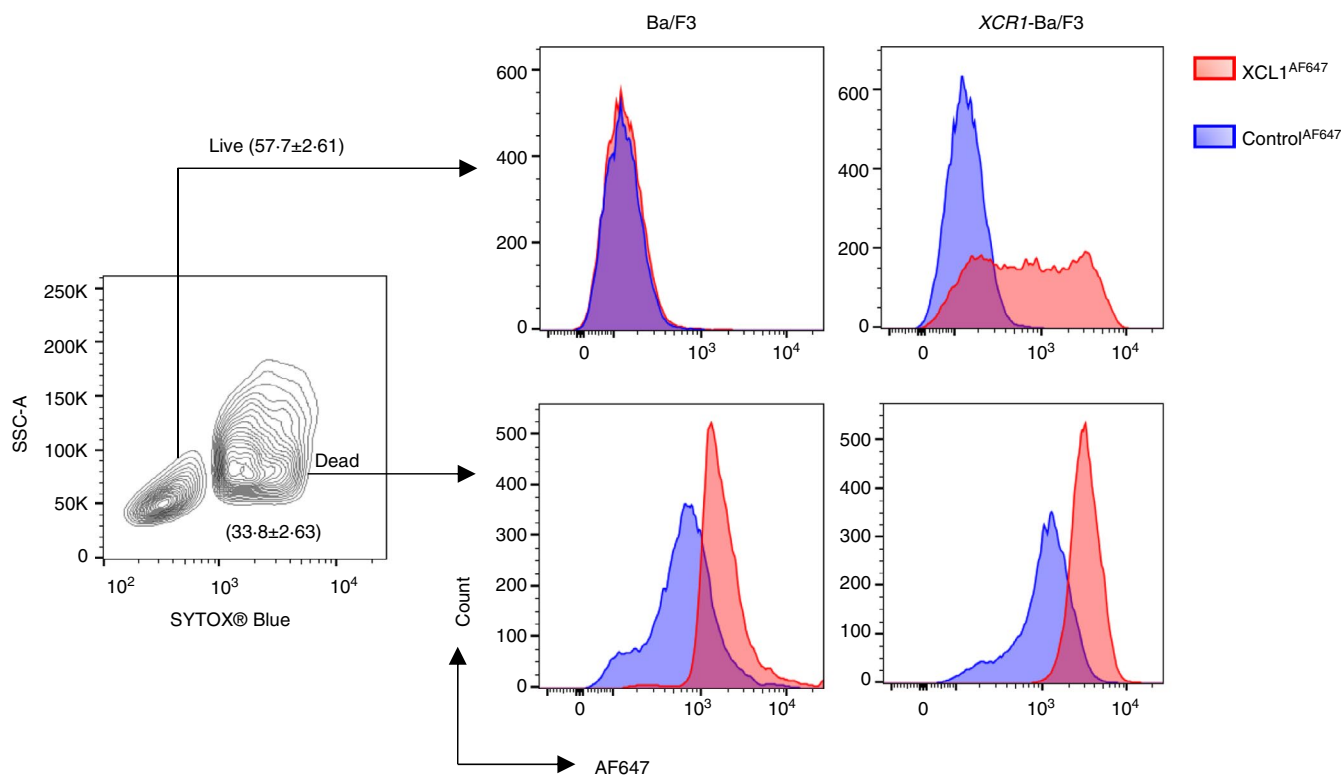 Ba/F3
XCR1-Ba/F3
XCL1AF647
ControlAF647
600
400
200
0
0
10³
10⁴
600
400
200
0
0
10³
10⁴
Live (57·7±2·61)
250K
200K
150K
100K
50K
0
SSC-A
10²
10³
10⁴
SYTOX® Blue
Dead
(33·8±2·63)
500
400
300
200
100
0
Count
0
10³
10⁴
500
400
300
200
100
0
0
10³
10⁴
AF647